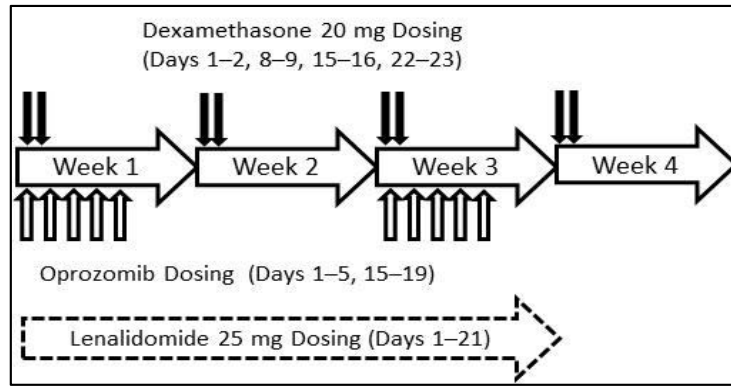 Dexamethasone 20 mg Dosing
(Days 1–2, 8–9, 15–16, 22–23)
Week 1
Week 2
Week 3
Week 4
Oprozomib Dosing (Days 1–5, 15–19)
Lenalidomide 25 mg Dosing (Days 1–21)